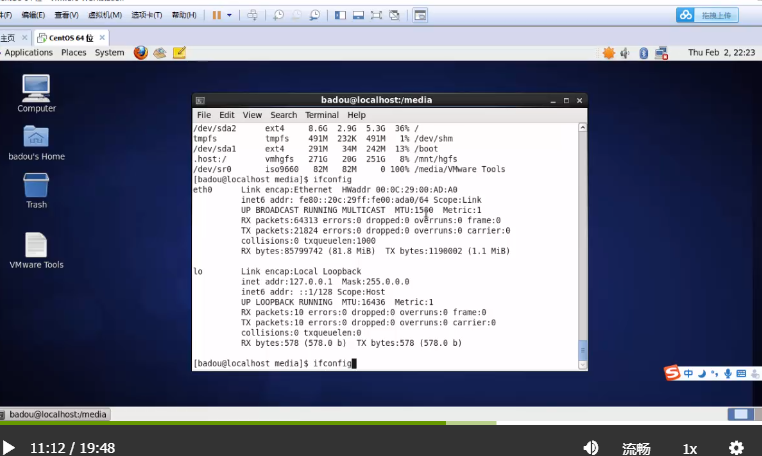 件(F) 编辑(E) 查看(V) 虚拟机(M) 选项卡(T) 帮助(H) 拖拽上传
主页 CentOS 64 位
Applications Places System Thu Feb 2, 22:23
badou@localhost:/media
File Edit View Search Terminal Help
/dev/sda2 ext4 8.6G 2.9G 5.3G 36% /
tmpfs tmpfs 491M 232K 491M 1% /dev/shm
/dev/sda1 ext4 291M 34M 242M 13% /boot
.host:/ vmhgfs 271G 20G 251G 8% /mnt/hgfs
/dev/sr0 iso9660 82M 82M 0 100% /media/VMware Tools
[badou@localhost media]$ ifconfig
eth0 Link encap:Ethernet HWaddr 00:0C:29:00:AD:A0
inet6 addr: fe80::20c:29ff:fe00:ada0/64 Scope:Link
UP BROADCAST RUNNING MULTICAST MTU:1500 Metric:1
RX packets:64313 errors:0 dropped:0 overruns:0 frame:0
TX packets:21824 errors:0 dropped:0 overruns:0 carrier:0
collisions:0 txqueuelen:1000
RX bytes:85799742 (81.8 MiB) TX bytes:1190002 (1.1 MiB)
lo Link encap:Local Loopback
inet addr:127.0.0.1 Mask:255.0.0.0
inet6 addr: ::1/128 Scope:Host
UP LOOPBACK RUNNING MTU:16436 Metric:1
RX packets:10 errors:0 dropped:0 overruns:0 frame:0
TX packets:10 errors:0 dropped:0 overruns:0 carrier:0
collisions:0 txqueuelen:0
RX bytes:578 (578.0 b) TX bytes:578 (578.0 b)
[badou@localhost media]$ ifconfig
Computer
badou's Home
Trash
VMware Tools
中
badou@localhost:/media
11:12 / 19:48 流畅 1x